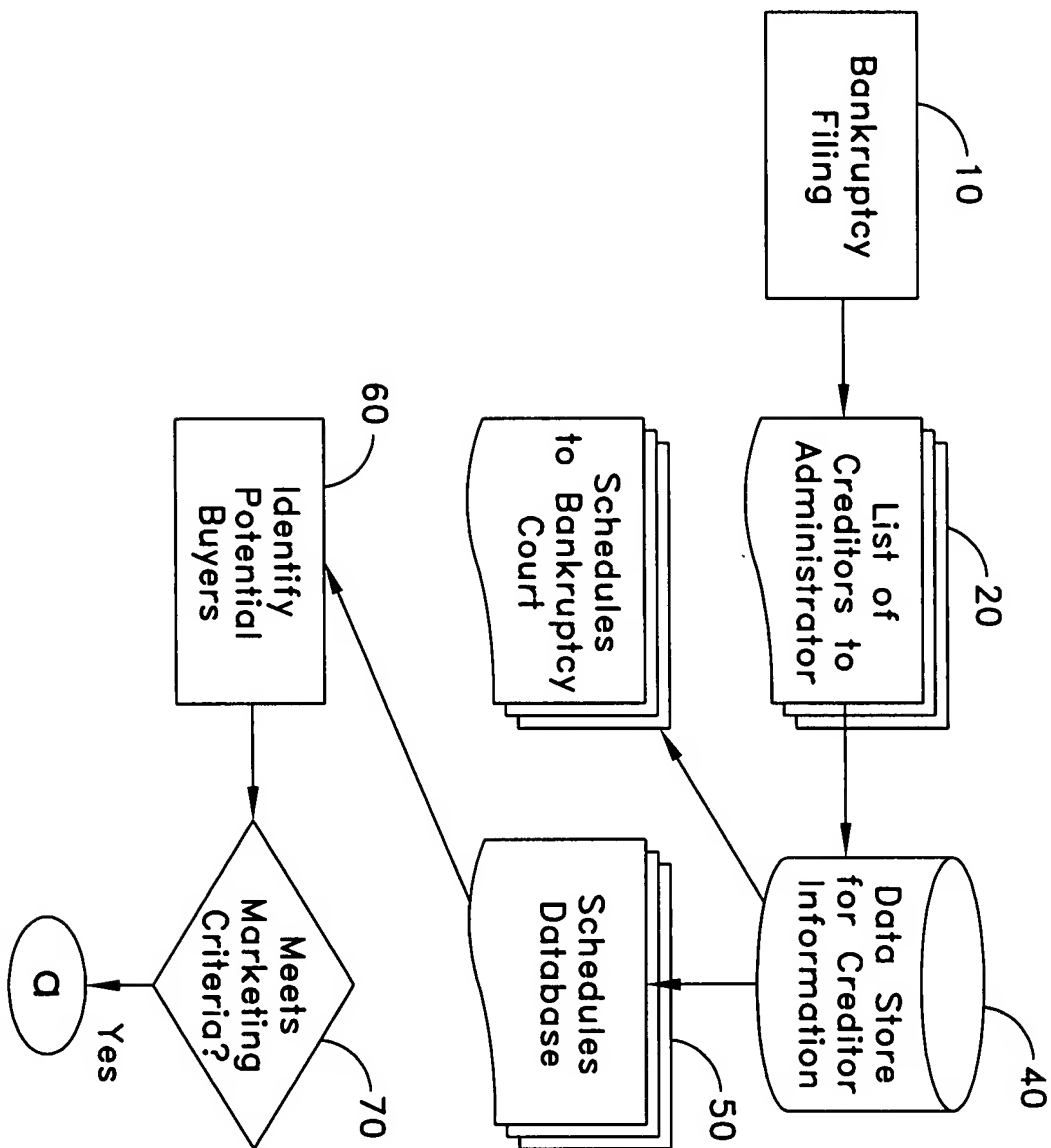 10
Bankruptcy
Filing
20
List of
Creditors to
Administrator
40
Data Store
for Creditor
Information
Schedules
to Bankruptcy
Court
50
Schedules
Database
60
Identify
Potential
Buyers
70
Meets
Marketing
Criteria?
Yes
a